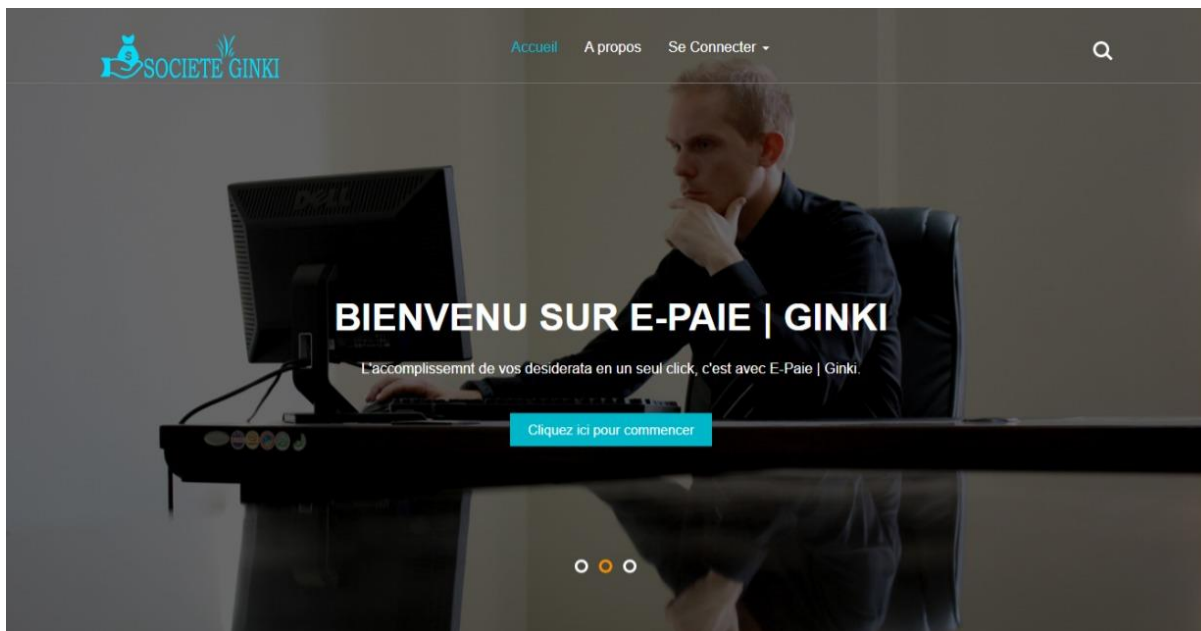 SOCIETE GINKI
Accueil A propos Se Connecter
BIENVENU SUR E-PAIE | GINKI
L'accomplissemnt de vos desiderata en un seul click, c'est avec E-Paie | Ginki.
Cliquez ici pour commencer
DELL